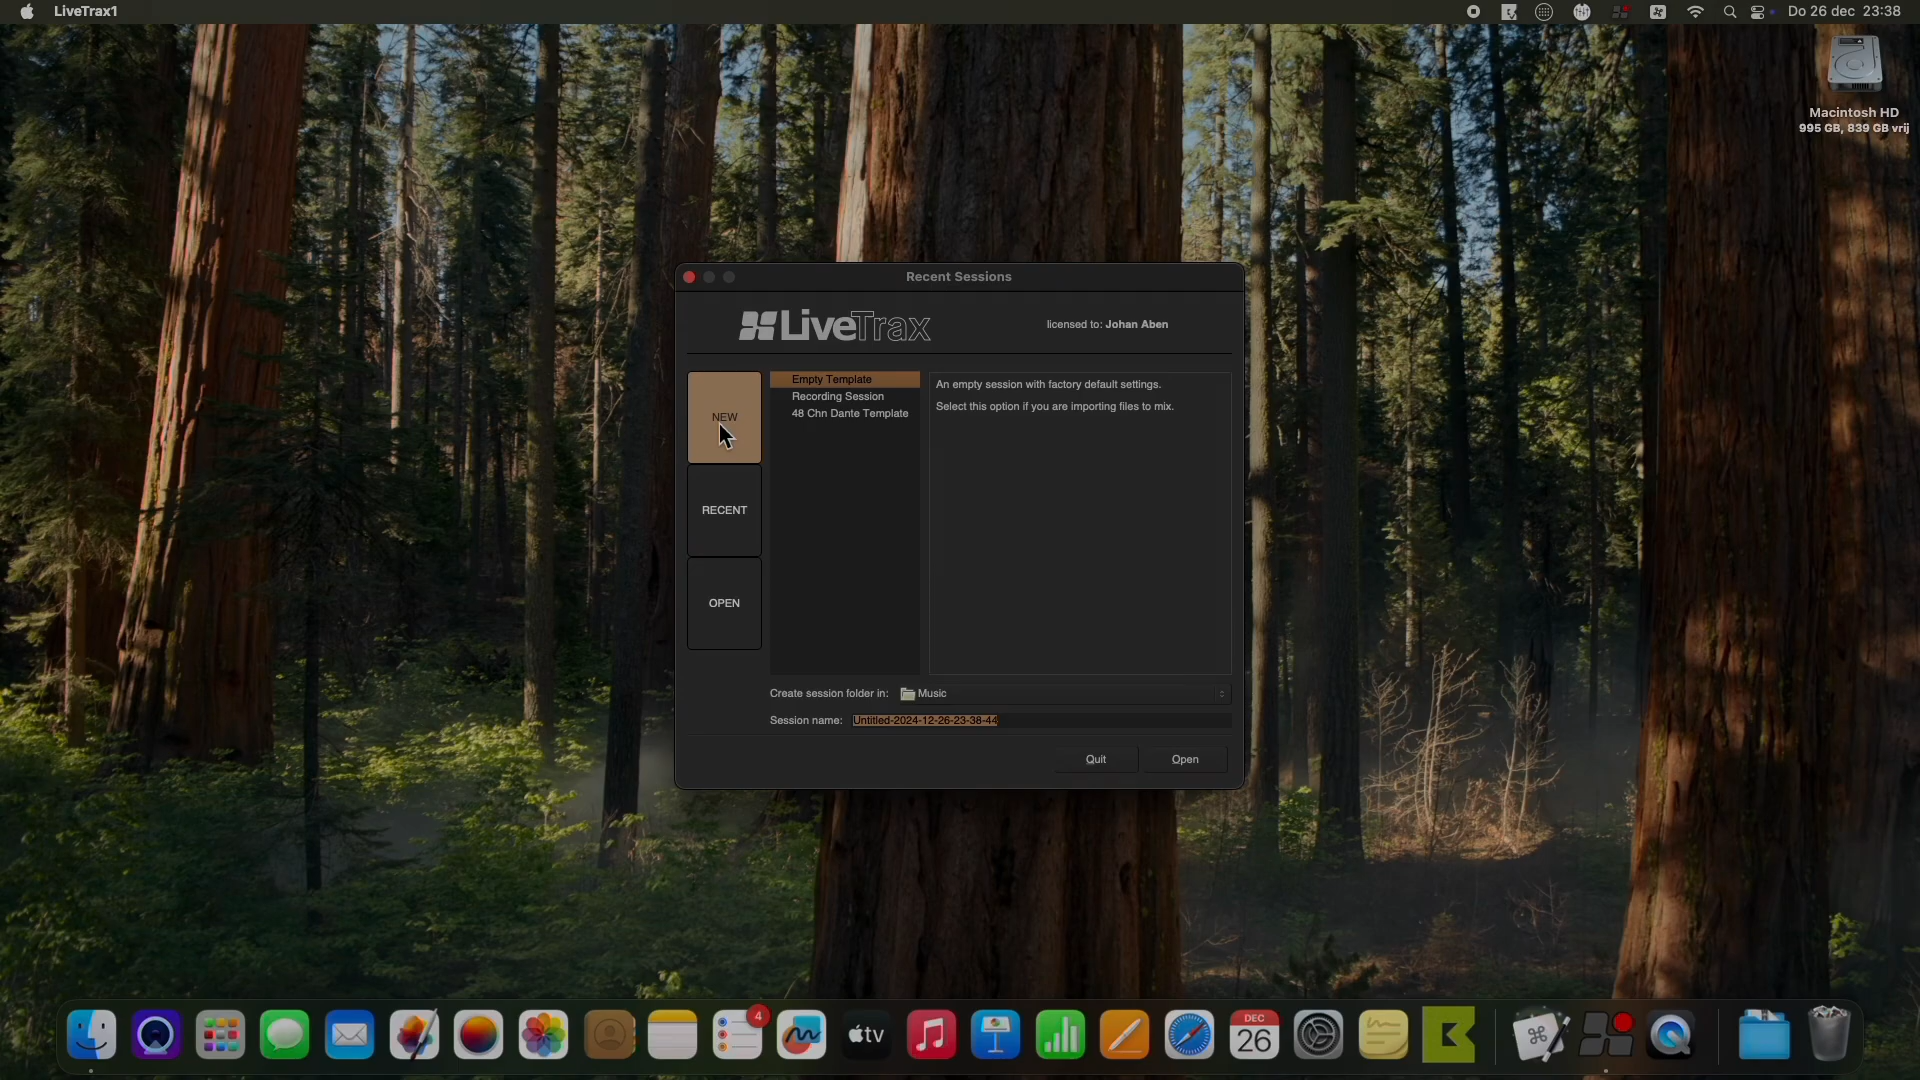 LiveTrax1
Do 26 dec 23:38
Macintosh HD
995 GB, 839 GB vrij
Recent Sessions
LiveTrax
licensed to: Johan Aben
NEW
RECENT
OPEN
Empty Template
Recording Session
48 Chn Dante Template
An empty session with factory default settings.
Select this option if you are importing files to mix.
Create session folder in: Music
Session name: Untitled-2024-12-26-23-38-44
Quit
Open
4
tv
DEC
26